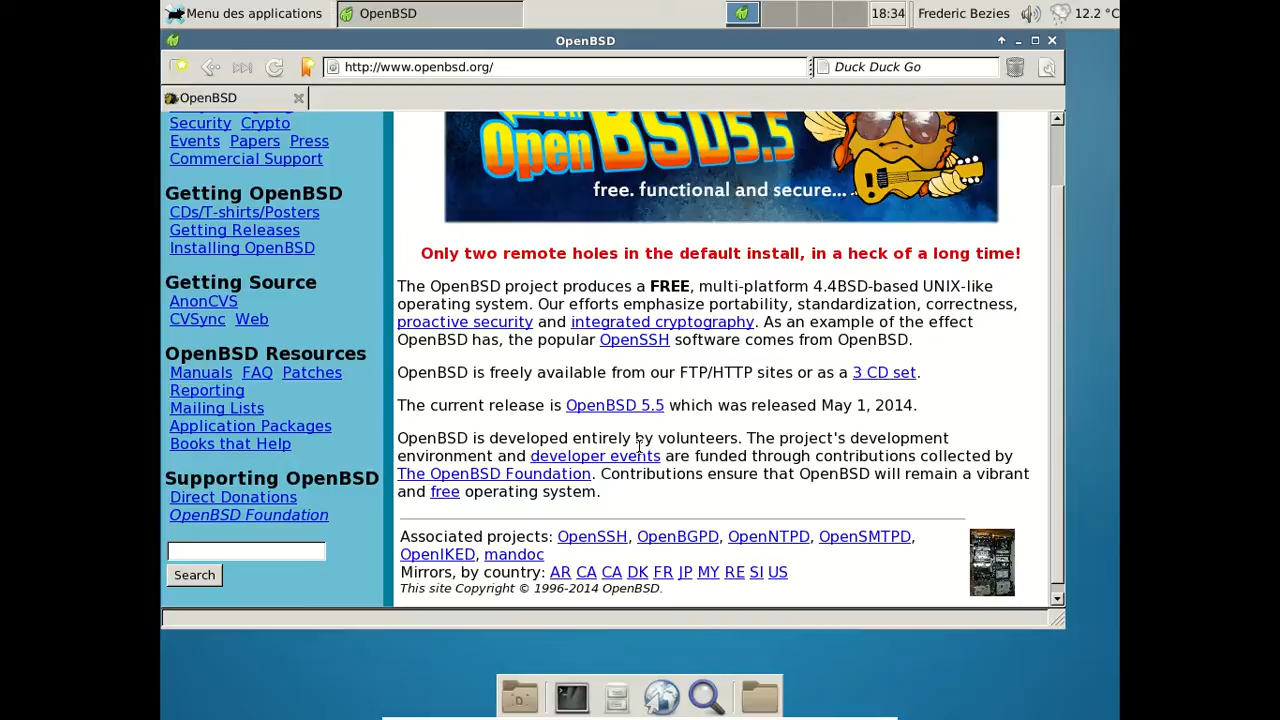 Menu des applications OpenBSD 18:34 Frederic Bezies 12.2 °C
OpenBSD
http://www.openbsd.org/ Duck Duck Go
OpenBSD
Security Crypto
Events Papers Press
Commercial Support
Getting OpenBSD
CDs/T-shirts/Posters
Getting Releases
Installing OpenBSD
Getting Source
AnonCVS
CVSync Web
OpenBSD Resources
Manuals FAQ Patches
Reporting
Mailing Lists
Application Packages
Books that Help
Supporting OpenBSD
Direct Donations
OpenBSD Foundation
Search
Open BSD5.5
free. functional and secure...
Only two remote holes in the default install, in a heck of a long time!
The OpenBSD project produces a FREE, multi-platform 4.4BSD-based UNIX-like
operating system. Our efforts emphasize portability, standardization, correctness,
proactive security and integrated cryptography. As an example of the effect
OpenBSD has, the popular OpenSSH software comes from OpenBSD.
OpenBSD is freely available from our FTP/HTTP sites or as a 3 CD set.
The current release is OpenBSD 5.5 which was released May 1, 2014.
OpenBSD is developed entirely by volunteers. The project's development
environment and developer events are funded through contributions collected by
The OpenBSD Foundation. Contributions ensure that OpenBSD will remain a vibrant
and free operating system.
Associated projects: OpenSSH, OpenBGPD, OpenNTPD, OpenSMTPD,
OpenIKED, mandoc
Mirrors, by country: AR CA CA DK FR JP MY RE SI US
This site Copyright © 1996-2014 OpenBSD.